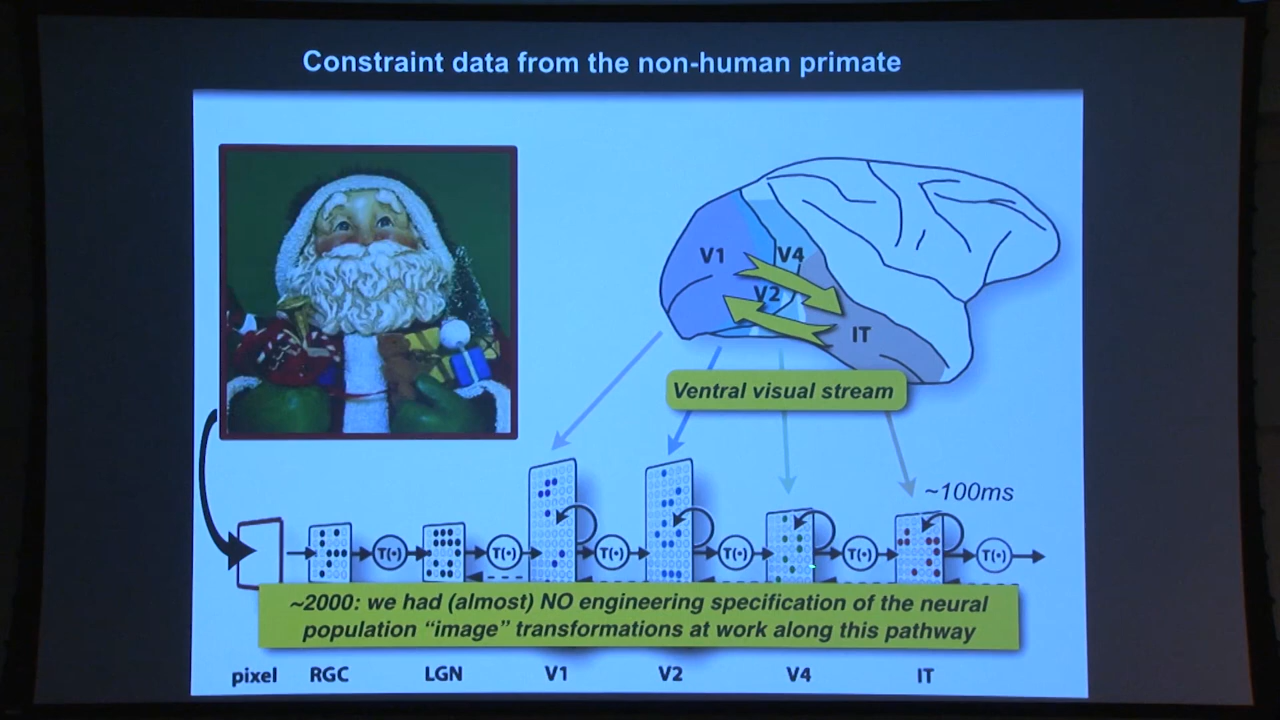 Constraint data from the non-human primate
V1
V4
V2
IT
Ventral visual stream
~100ms
T(•)
T(•)
T(•)
T(•)
T(•)
T(•)
~2000: we had (almost) NO engineering specification of the neural
population “image” transformations at work along this pathway
pixel RGC LGN V1 V2 V4 IT